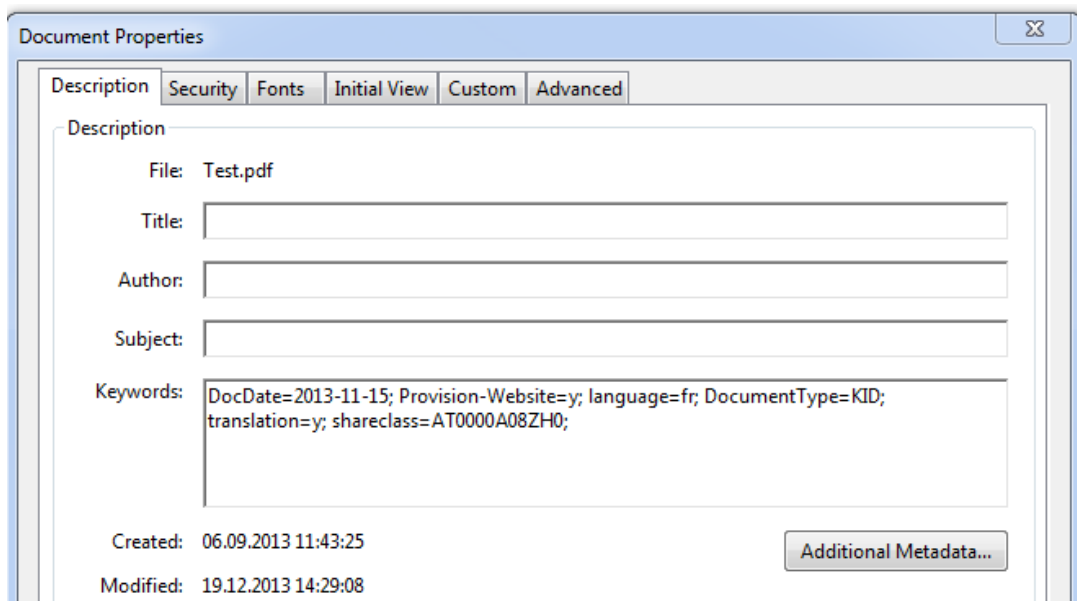 Document Properties
Description Security Fonts Initial View Custom Advanced
Description
File: Test.pdf
Title:
Author:
Subject:
Keywords: DocDate=2013-11-15; Provision-Website=y; language=fr; DocumentType=KID;
translation=y; shareclass=AT0000A08ZH0;
Created: 06.09.2013 11:43:25
Additional Metadata...
Modified: 19.12.2013 14:29:08